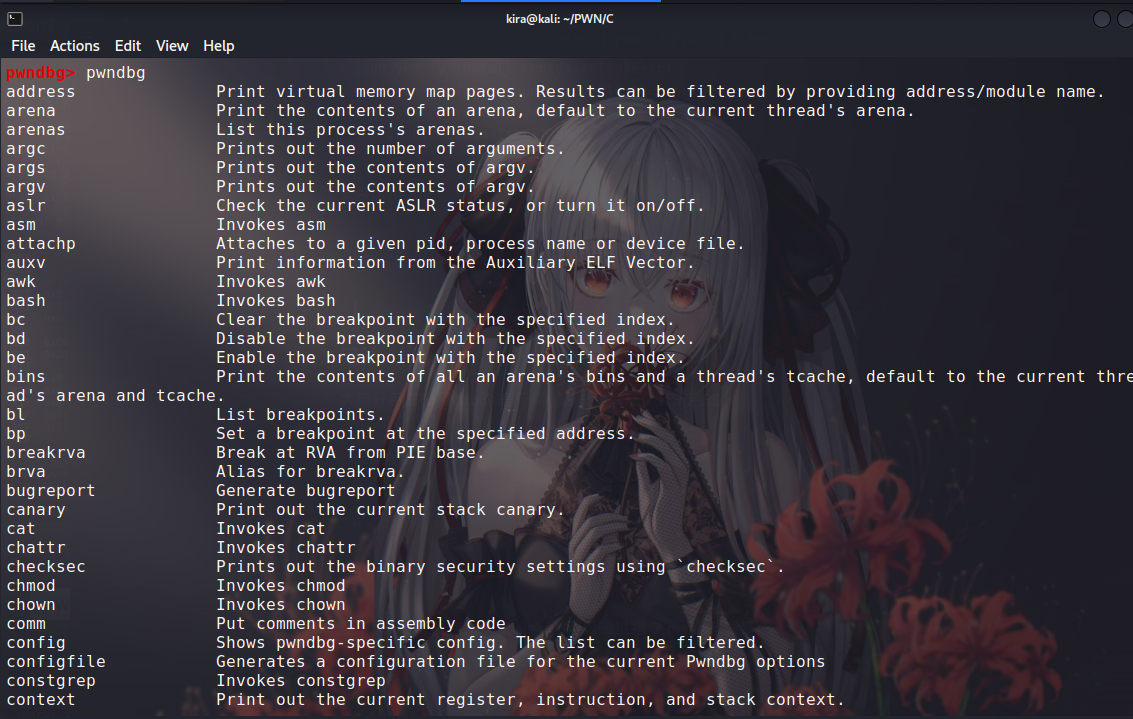 kira@kali: ~/PWN/C
File Actions Edit View Help
pwndbg> pwndbg
address Print virtual memory map pages. Results can be filtered by providing address/module name.
arena Print the contents of an arena, default to the current thread's arena.
arenas List this process's arenas.
argc Prints out the number of arguments.
args Prints out the contents of argv.
argv Prints out the contents of argv.
aslr Check the current ASLR status, or turn it on/off.
asm Invokes asm
attachp Attaches to a given pid, process name or device file.
auxv Print information from the Auxiliary ELF Vector.
awk Invokes awk
bash Invokes bash
bc Clear the breakpoint with the specified index.
bd Disable the breakpoint with the specified index.
be Enable the breakpoint with the specified index.
bins Print the contents of all an arena's bins and a thread's tcache, default to the current thre
ad's arena and tcache.
bl List breakpoints.
bp Set a breakpoint at the specified address.
breakrva Break at RVA from PIE base.
brva Alias for breakrva.
bugreport Generate bugreport
canary Print out the current stack canary.
cat Invokes cat
chattr Invokes chattr
checksec Prints out the binary security settings using `checksec`.
chmod Invokes chmod
chown Invokes chown
comm Put comments in assembly code
config Shows pwndbg-specific config. The list can be filtered.
configfile Generates a configuration file for the current Pwndbg options
constgrep Invokes constgrep
context Print out the current register, instruction, and stack context.